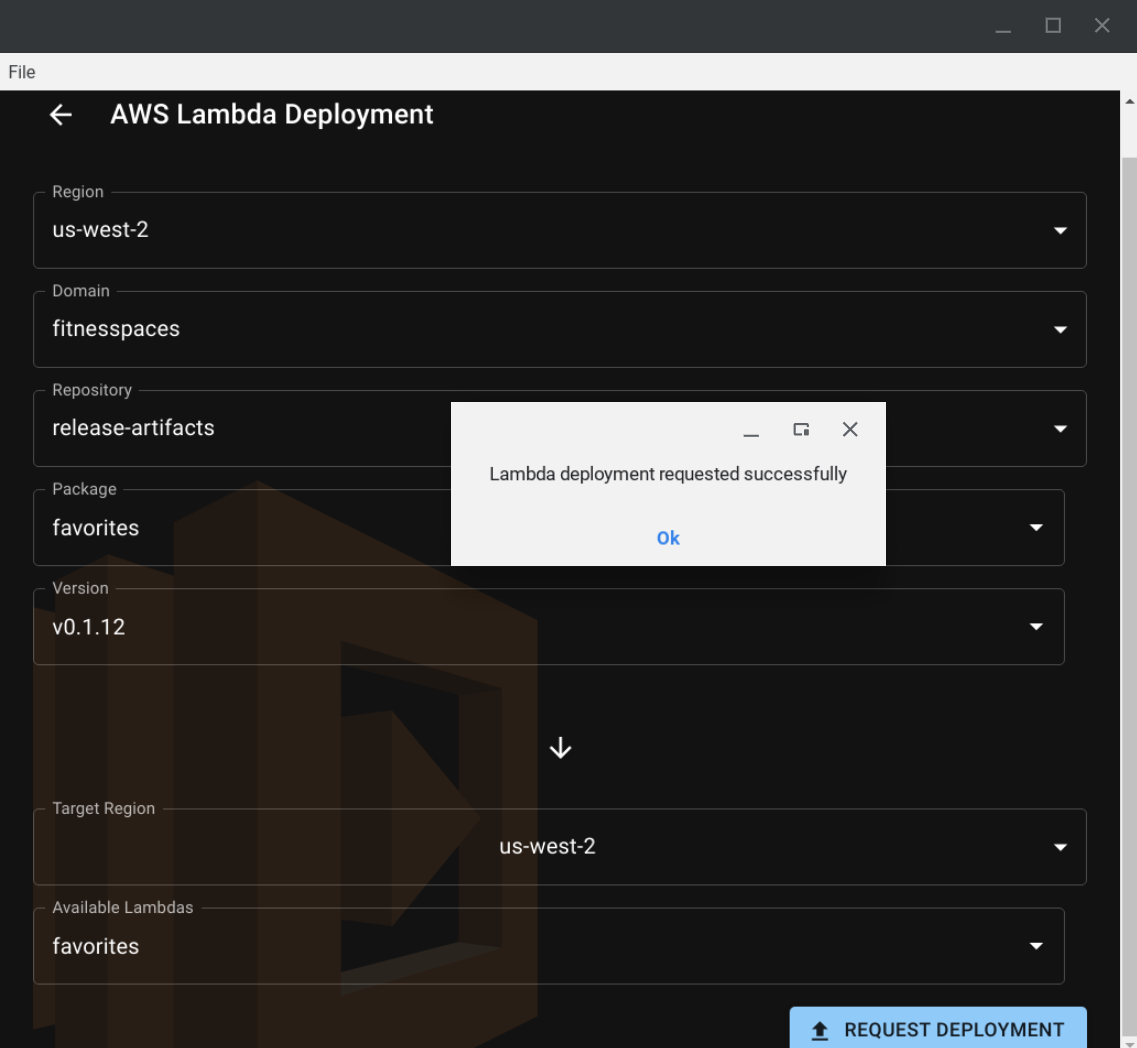 File
AWS Lambda Deployment
Region
us-west-2
Domain
fitnesspaces
Repository
release-artifacts
Lambda deployment requested successfully
Ok
Package
favorites
Version
v0.1.12
Target Region
us-west-2
Available Lambdas
favorites
REQUEST DEPLOYMENT